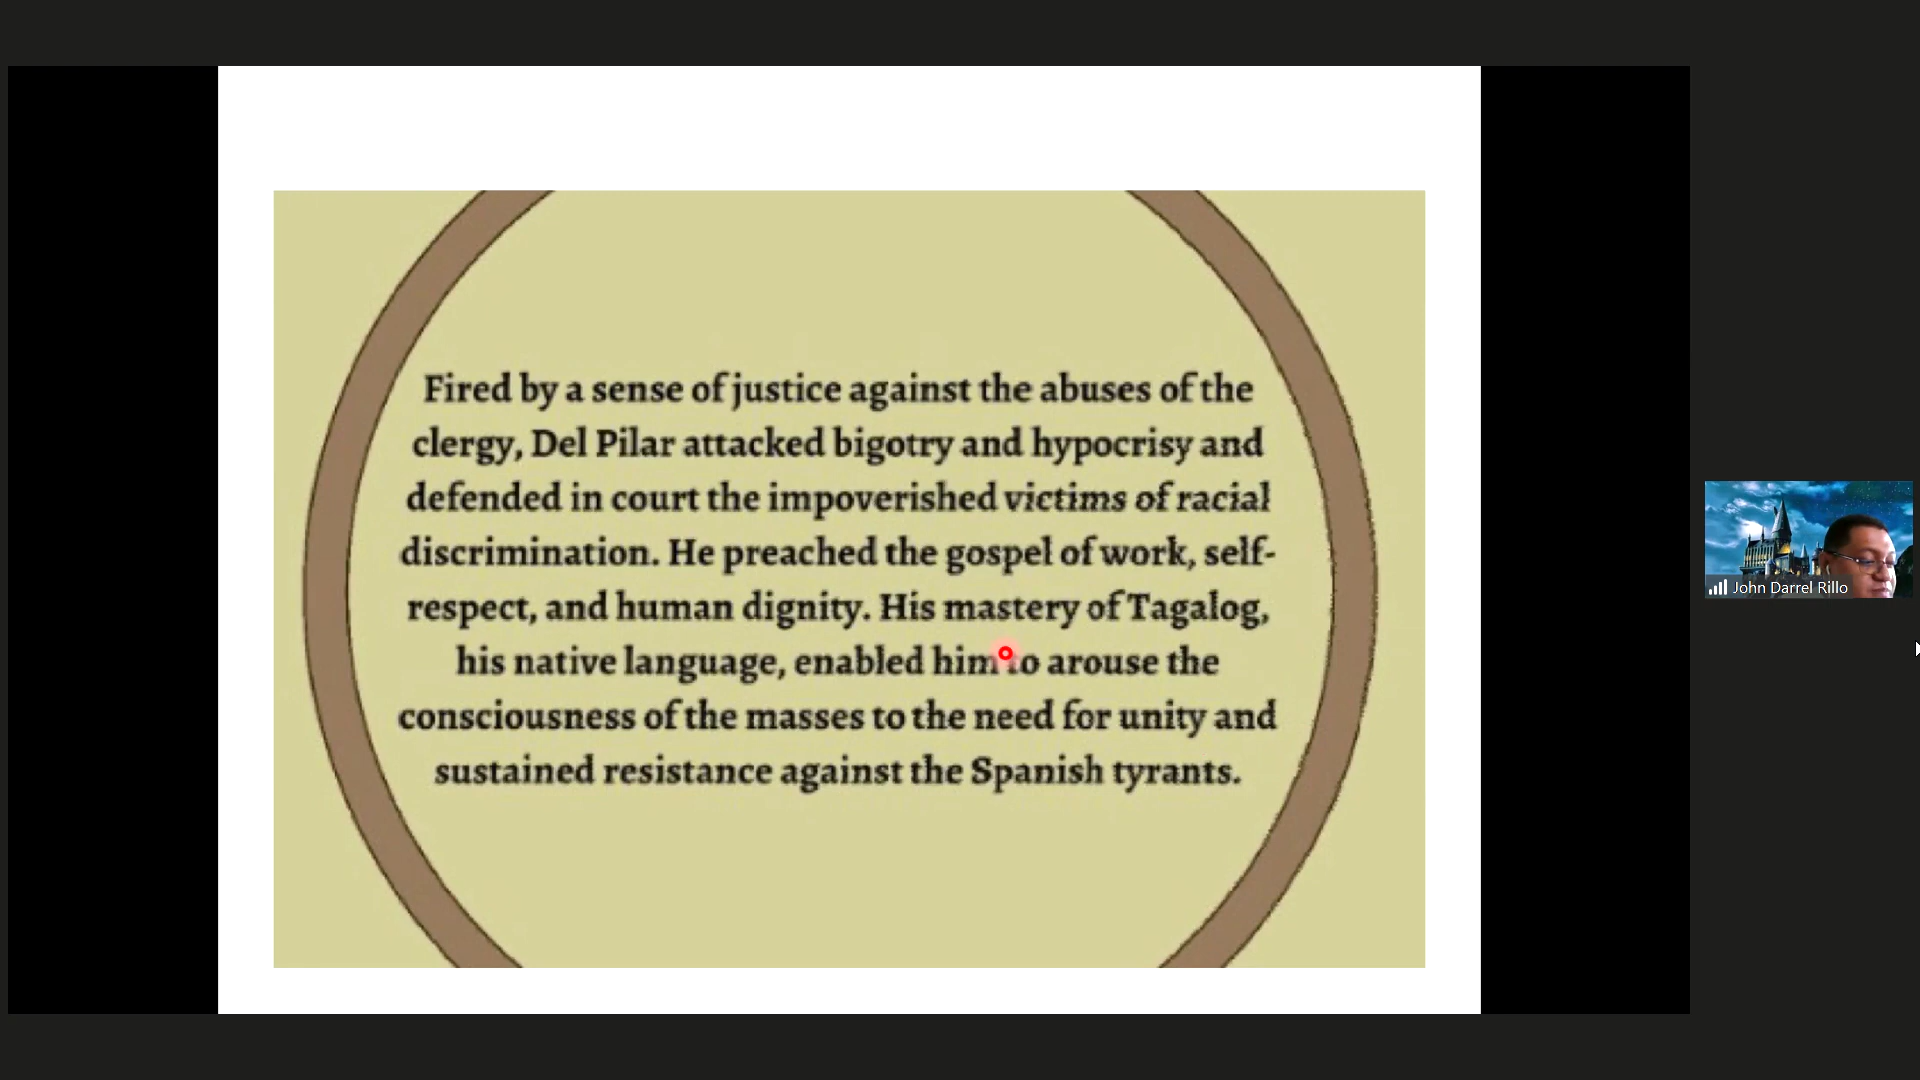 Fired by a sense of justice against the abuses of the
clergy, Del Pilar attacked bigotry and hypocrisy and
defended in court the impoverished victims of racial
discrimination. He preached the gospel of work, self-
respect, and human dignity. His mastery of Tagalog,
his native language, enabled him to arouse the
consciousness of the masses to the need for unity and
sustained resistance against the Spanish tyrants.
John Darrel Rillo